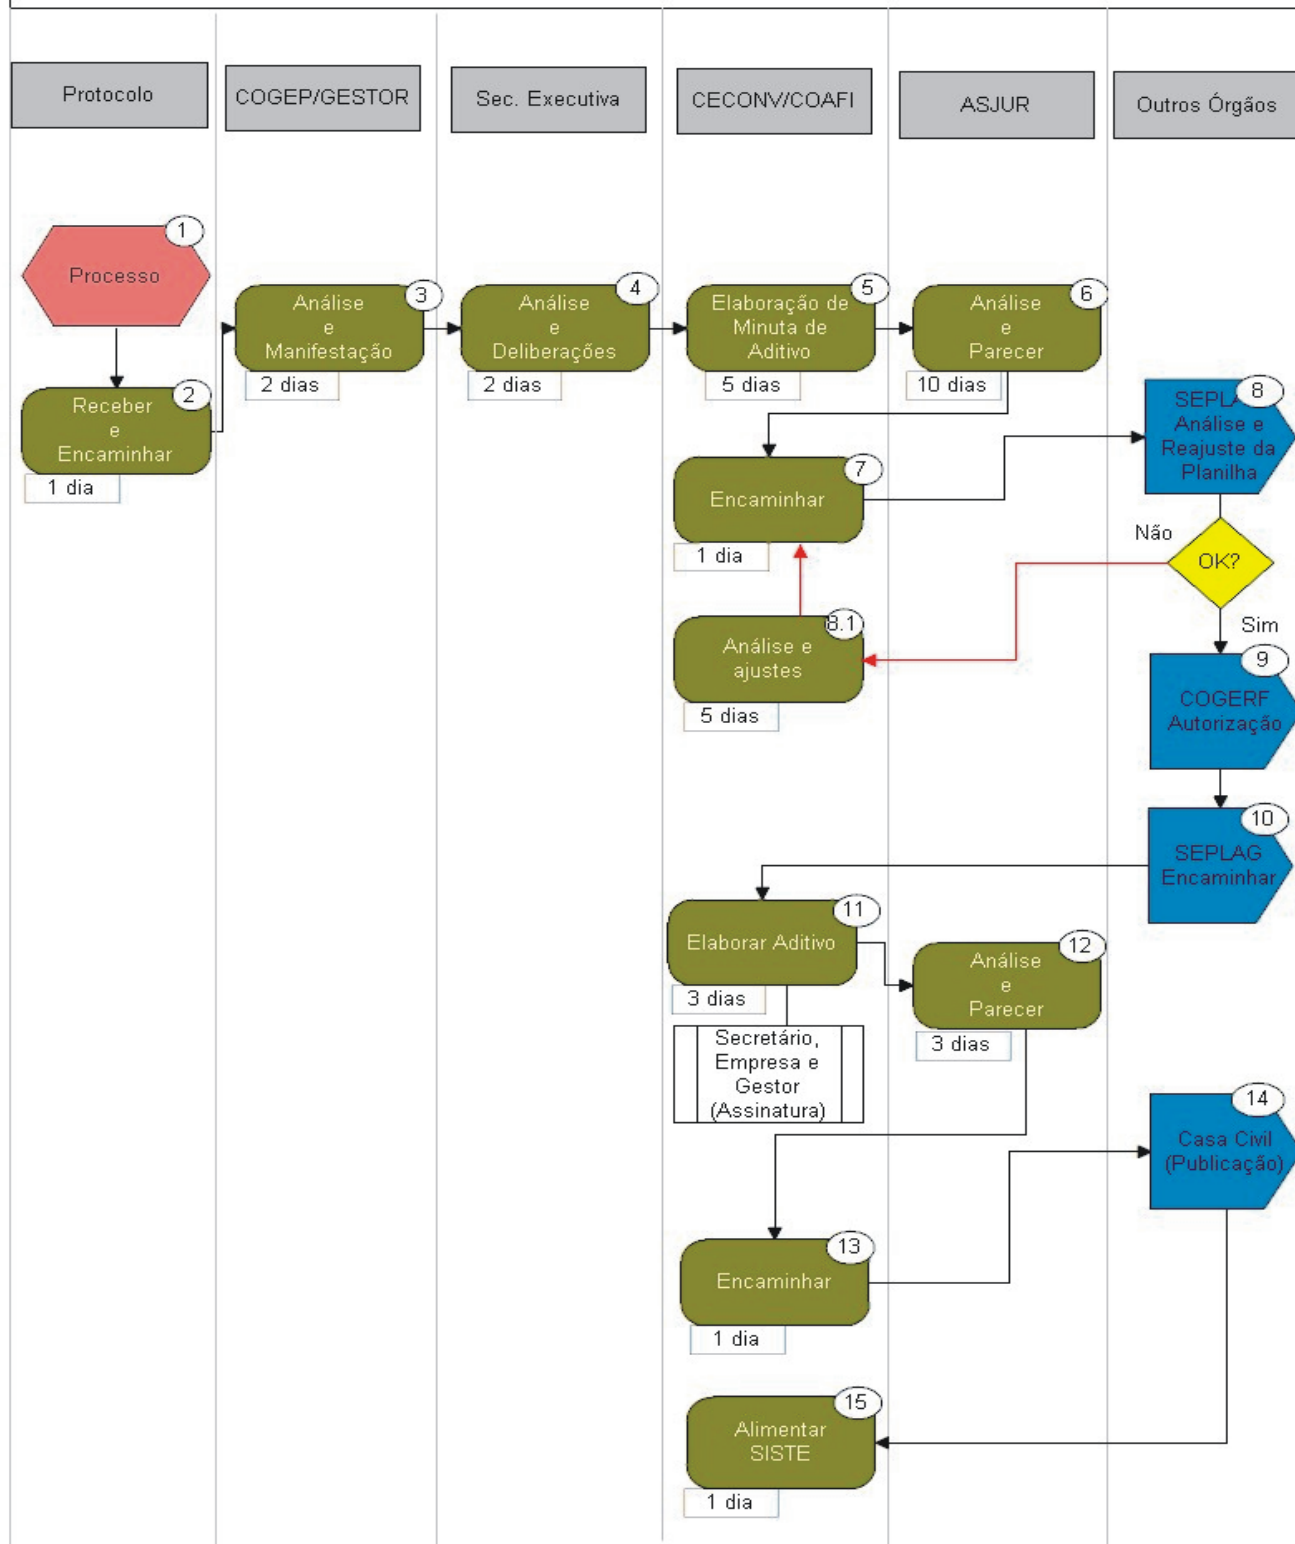 Protocolo
COGEP/GESTOR
Sec. Executiva
CECONV/COAFI
ASJUR
Outros Órgãos
1
Processo
2
Receber
e
Encaminhar
1 dia
3
Análise
e
Manifestação
2 dias
4
Análise
e
Deliberações
2 dias
5
Elaboração de
Minuta de
Aditivo
5 dias
6
Análise
e
Parecer
10 dias
7
Encaminhar
1 dia
8
Análise e
Reajuste da
Planilha
OK?
Não
Sim
8.1
Análise e
ajustes
5 dias
9
COGERF
Autorização
10
SEPLAG
Encaminhar
11
Elaborar Aditivo
3 dias
Secretário,
Empresa e
Gestor
(Assinatura)
12
Análise
e
Parecer
3 dias
13
Encaminhar
1 dia
14
Casa Civil
(Publicação)
15
Alimentar
SISTE
1 dia